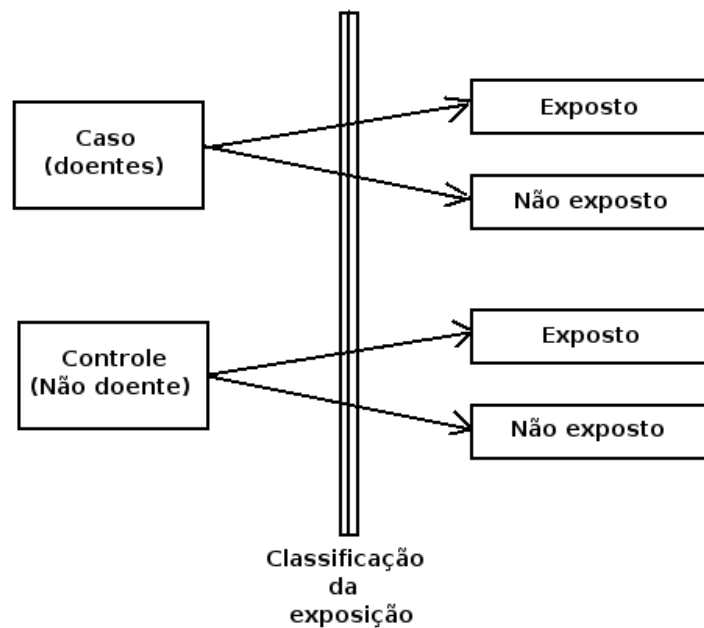 Caso
(doentes)
Exposto
Não exposto
Controle
(Não doente)
Exposto
Não exposto
Classificação
da
exposição